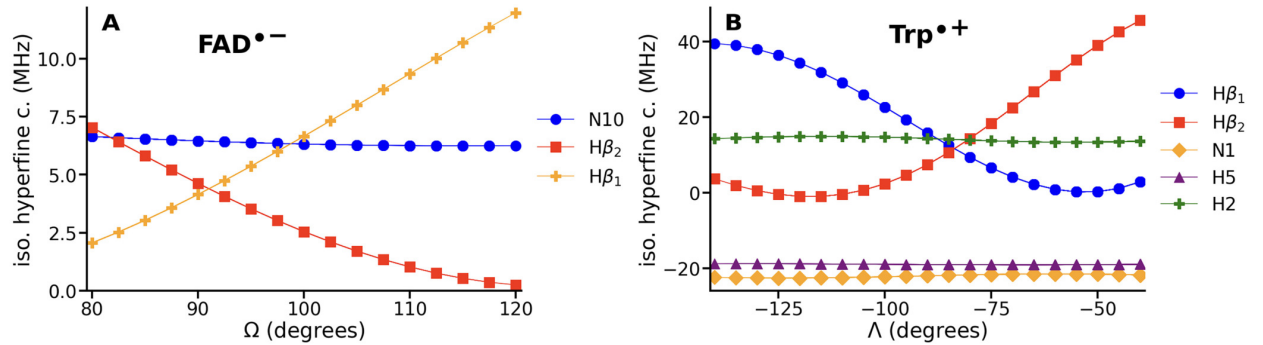 A
FAD•−
iso. hyperfine c. (MHz)
10.0
7.5
5.0
2.5
0.0
80
90
100
110
120
Ω (degrees)
N10
Hβ₂
Hβ₁
B
Trp•+
iso. hyperfine c. (MHz)
40
20
0
−20
−125
−100
−75
−50
Λ (degrees)
Hβ₁
Hβ₂
N1
H5
H2